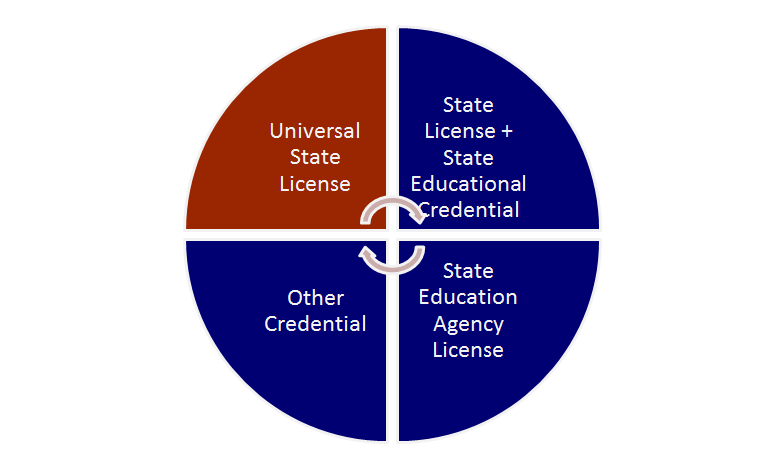 Universal
State
License
State
License +
State
Educational
Credential
Other
Credential
State
Education
Agency
License